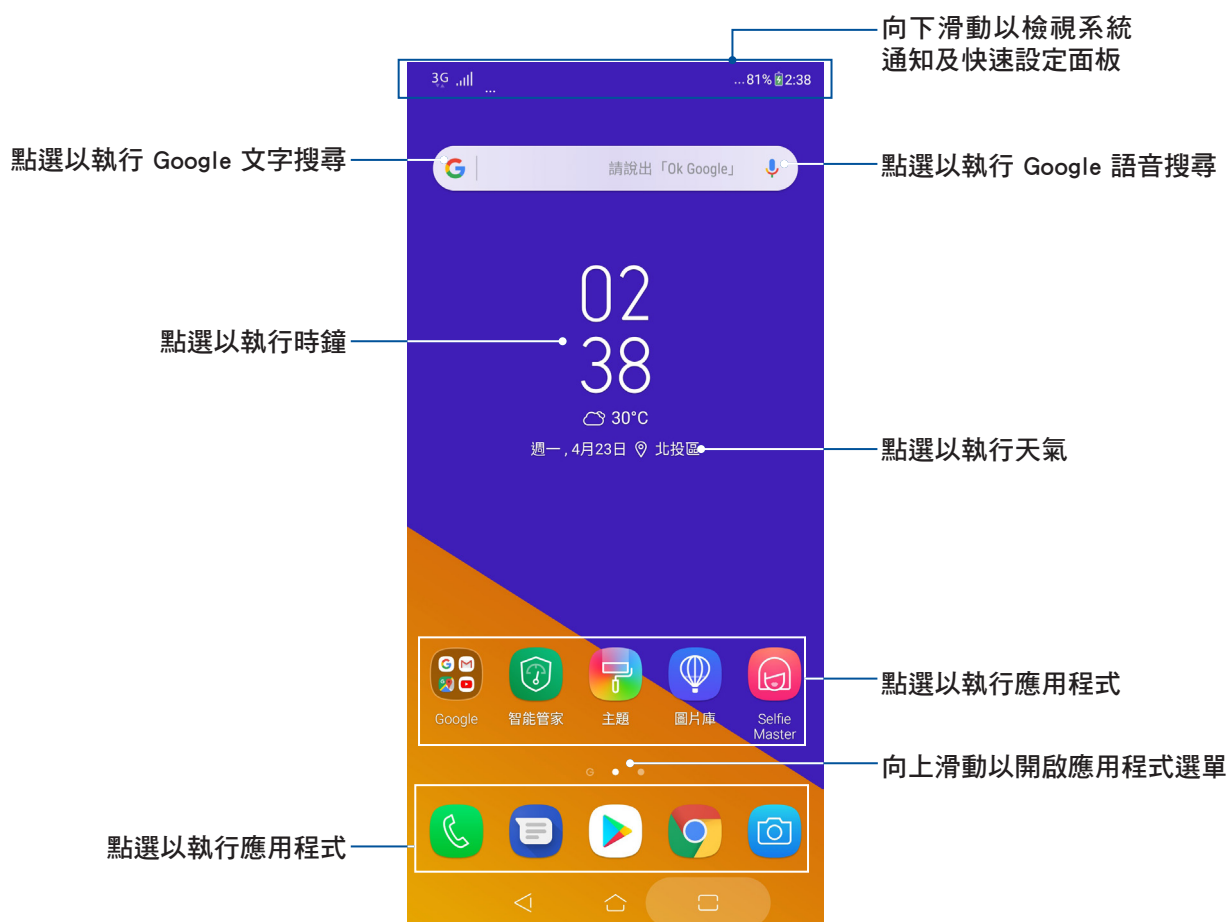 向下滑動以檢視系統
通知及快速設定面板
3G
...
...81% 2:38
點選以執行 Google 文字搜尋
請說出「Ok Google」
點選以執行 Google 語音搜尋
02
38
點選以執行時鐘
30°C
週一 , 4月23日 北投區
點選以執行天氣
Google
智能管家
主題
圖片庫
Selfie
Master
點選以執行應用程式
向上滑動以開啟應用程式選單
點選以執行應用程式